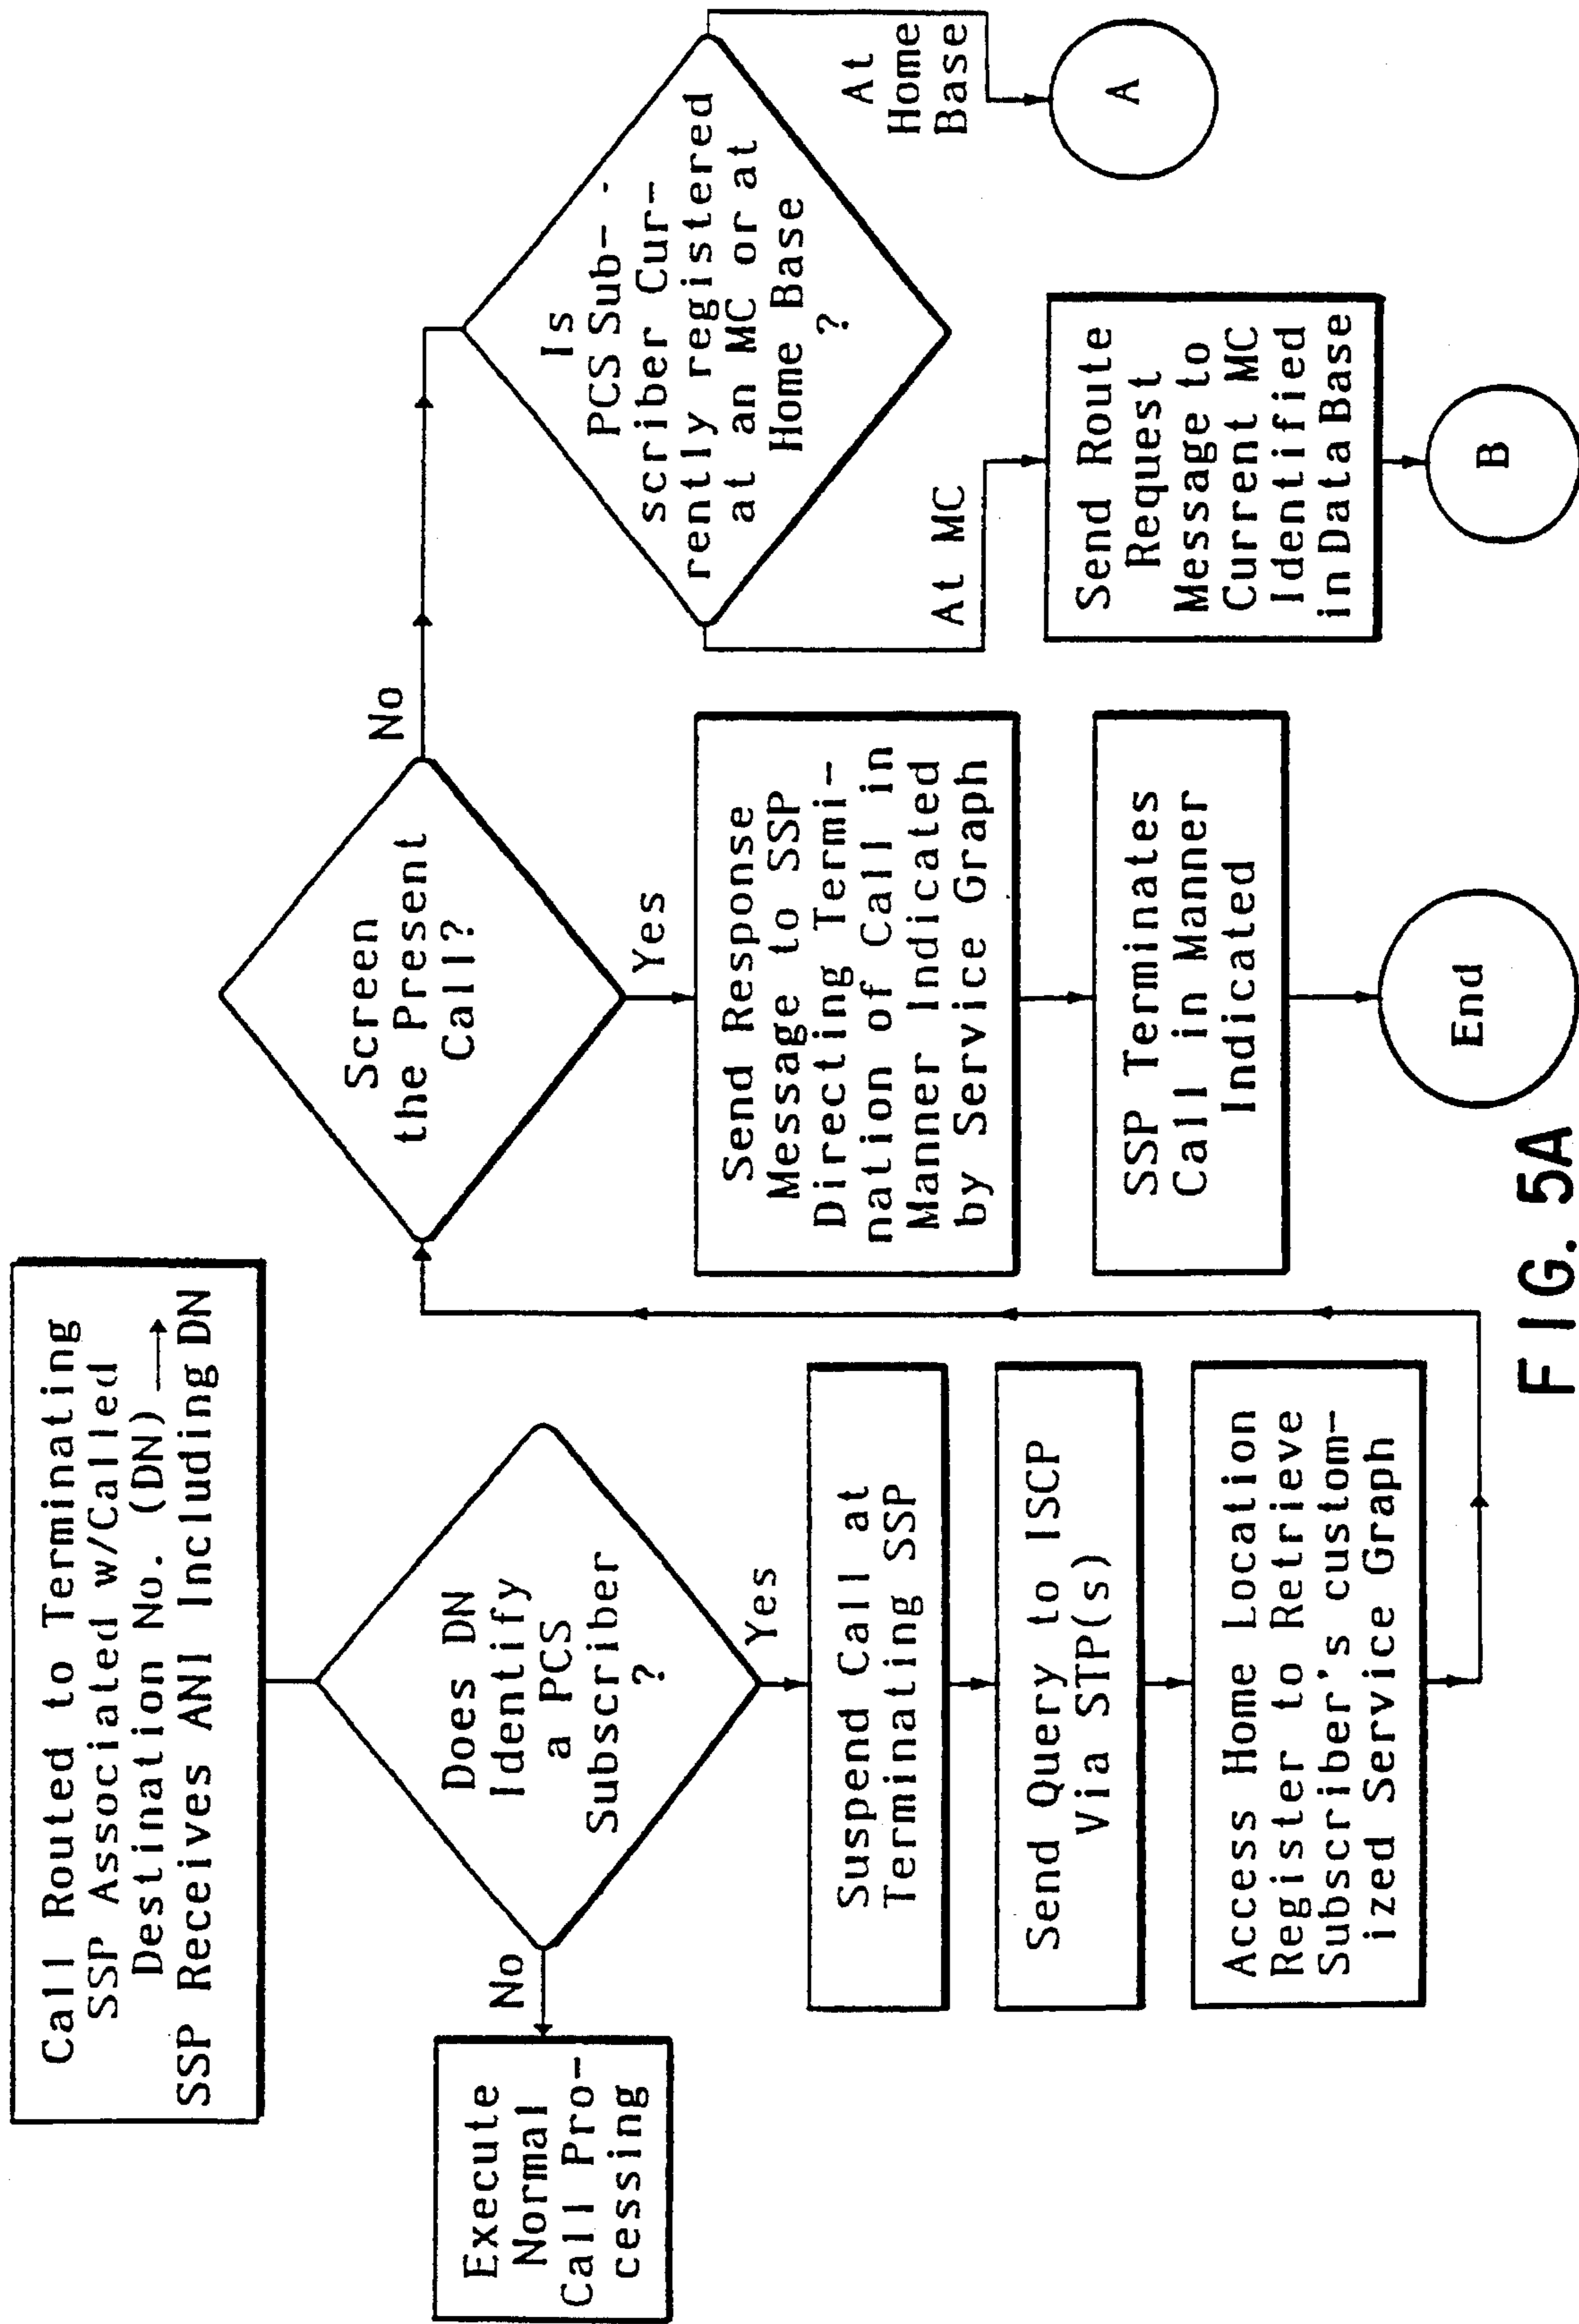 Call Routed to Terminating
SSP Associated w/Called
Destination No. (DN) →
SSP Receives ANI Including DN
Does DN
Identify
a PCS
Subscriber
?
No
Execute
Normal
Call Pro-
cessing
Yes
Suspend Call at
Terminating SSP
Send Query to ISCP
Via STP(s)
Access Home Location
Register to Retrieve
Subscriber's custom-
ized Service Graph
Screen
the Present
Call?
Yes
Send Response
Message to SSP
Directing Termi-
nation of Call in
Manner Indicated
by Service Graph
SSP Terminates
Call in Manner
Indicated
End
No
Is
PCS Sub-
scriber Cur-
rently registered
at an MC or at
Home Base
?
At MC
Send Route
Request
Message to
Current MC
Identified
in Data Base
B
At
Home
Base
A
FIG. 5A